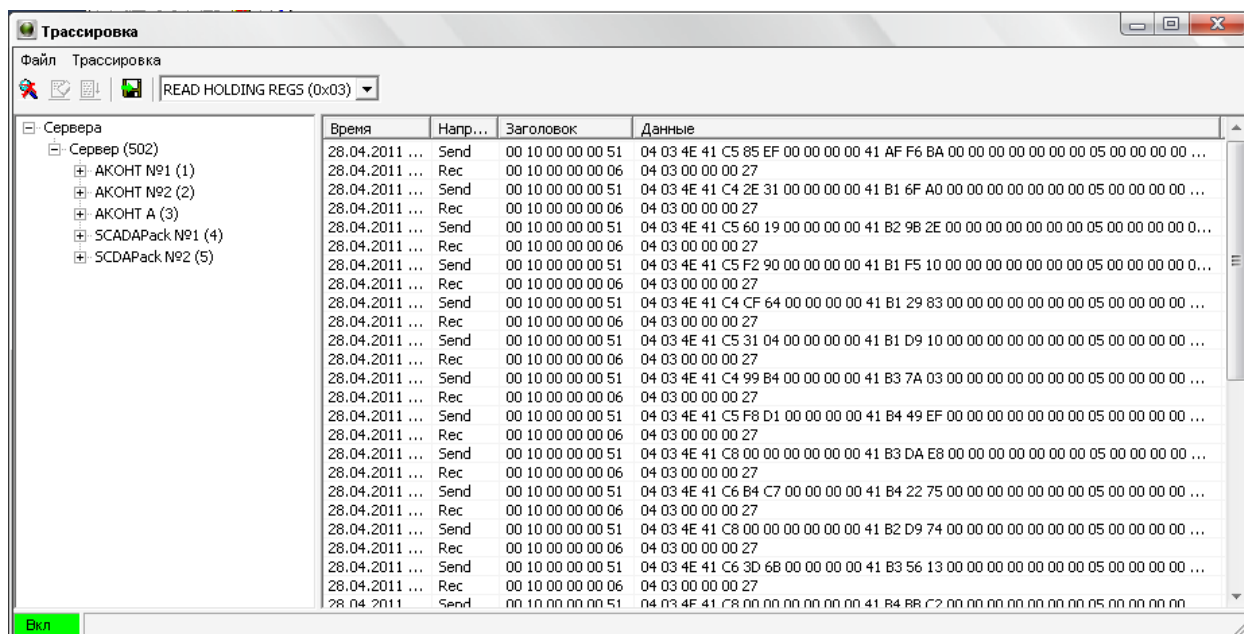 Трассировка
Файл Трассировка
READ HOLDING REGS (0x03)
Сервера
Сервер (502)
АКОНТ №1 (1)
АКОНТ №2 (2)
АКОНТ А (3)
SCADAPack №1 (4)
SCDAPack №2 (5)
Время Напр... Заголовок Данные
28.04.2011 ... Send 00 10 00 00 00 51 04 03 4E 41 C5 85 EF 00 00 00 00 41 AF F6 BA 00 00 00 00 00 00 05 00 00 00 00 ...
28.04.2011 ... Rec 00 10 00 00 00 06 04 03 00 00 00 27
28.04.2011 ... Send 00 10 00 00 00 51 04 03 4E 41 C4 2E 31 00 00 00 00 41 B1 6F A0 00 00 00 00 00 00 05 00 00 00 00 ...
28.04.2011 ... Rec 00 10 00 00 00 06 04 03 00 00 00 27
28.04.2011 ... Send 00 10 00 00 00 51 04 03 4E 41 C5 60 19 00 00 00 00 41 B2 9B 2E 00 00 00 00 00 00 05 00 00 00 00 0...
28.04.2011 ... Rec 00 10 00 00 00 06 04 03 00 00 00 27
28.04.2011 ... Send 00 10 00 00 00 51 04 03 4E 41 C5 F2 90 00 00 00 00 41 B1 F5 10 00 00 00 00 00 00 05 00 00 00 00 0...
28.04.2011 ... Rec 00 10 00 00 00 06 04 03 00 00 00 27
28.04.2011 ... Send 00 10 00 00 00 51 04 03 4E 41 C4 CF 64 00 00 00 00 41 B1 29 83 00 00 00 00 00 00 05 00 00 00 00 ...
28.04.2011 ... Rec 00 10 00 00 00 06 04 03 00 00 00 27
28.04.2011 ... Send 00 10 00 00 00 51 04 03 4E 41 C5 31 04 00 00 00 00 41 B1 D9 10 00 00 00 00 00 00 05 00 00 00 00 ...
28.04.2011 ... Rec 00 10 00 00 00 06 04 03 00 00 00 27
28.04.2011 ... Send 00 10 00 00 00 51 04 03 4E 41 C4 99 B4 00 00 00 00 41 B3 7A 03 00 00 00 00 00 00 05 00 00 00 00 ...
28.04.2011 ... Rec 00 10 00 00 00 06 04 03 00 00 00 27
28.04.2011 ... Send 00 10 00 00 00 51 04 03 4E 41 C5 F8 D1 00 00 00 00 41 B4 49 EF 00 00 00 00 00 00 05 00 00 00 00 ...
28.04.2011 ... Rec 00 10 00 00 00 06 04 03 00 00 00 27
28.04.2011 ... Send 00 10 00 00 00 51 04 03 4E 41 C8 00 00 00 00 00 00 41 B3 DA E8 00 00 00 00 00 00 05 00 00 00 00 ...
28.04.2011 ... Rec 00 10 00 00 00 06 04 03 00 00 00 27
28.04.2011 ... Send 00 10 00 00 00 51 04 03 4E 41 C6 B4 C7 00 00 00 00 41 B4 22 75 00 00 00 00 00 00 05 00 00 00 00 ...
28.04.2011 ... Rec 00 10 00 00 00 06 04 03 00 00 00 27
28.04.2011 ... Send 00 10 00 00 00 51 04 03 4E 41 C8 00 00 00 00 00 00 41 B2 D9 74 00 00 00 00 00 00 05 00 00 00 00 ...
28.04.2011 ... Rec 00 10 00 00 00 06 04 03 00 00 00 27
28.04.2011 ... Send 00 10 00 00 00 51 04 03 4E 41 C6 3D 6B 00 00 00 00 41 B3 56 13 00 00 00 00 00 00 05 00 00 00 00 ...
28.04.2011 ... Rec 00 10 00 00 00 06 04 03 00 00 00 27
28.04.2011 Send 00 10 00 00 00 51 04 03 4E 41 C8 00 00 00 00 00 00 41 B4 BB C2 00 00 00 00 00 00 05 00 00 00 00
Вкл